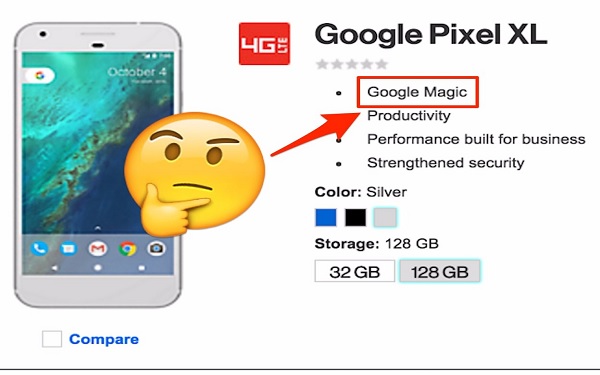 4G LTE
Google Pixel XL
October 4
Google Magic
Productivity
Performance built for business
Strengthened security
Color: Silver
Storage: 128 GB
32 GB
128 GB
Compare